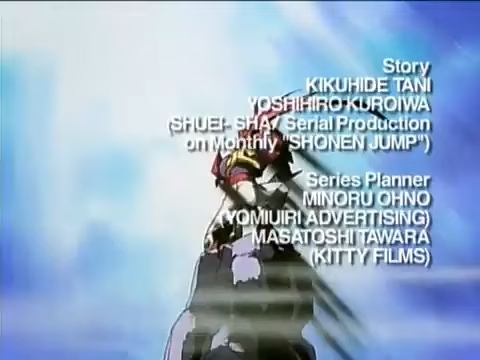 Story
KIKUHIDE TANI
YOSHIHIRO KUROIWA
(SHUEI-SHA / Serial Production
on Monthly "SHONEN JUMP")
Series Planner
MINORU OHNO
(YOMIUIRI ADVERTISING)
MASATOSHI TAWARA
(KITTY FILMS)